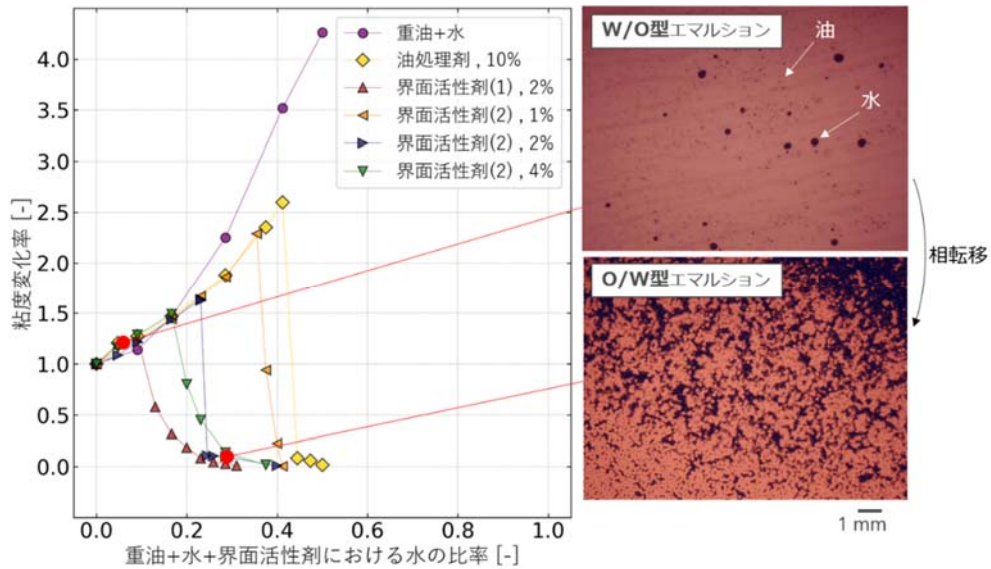 4.0
3.5
3.0
2.5
2.0
1.5
1.0
0.5
0.0
粘度変化率 [-]
0.0 0.2 0.4 0.6 0.8 1.0
重油+水+界面活性剤における水の比率 [-]
重油+水
油処理剤 , 10%
界面活性剤(1) , 2%
界面活性剤(2) , 1%
界面活性剤(2) , 2%
界面活性剤(2) , 4%
W/O型エマルション
油
水
相転移
O/W型エマルション
1 mm